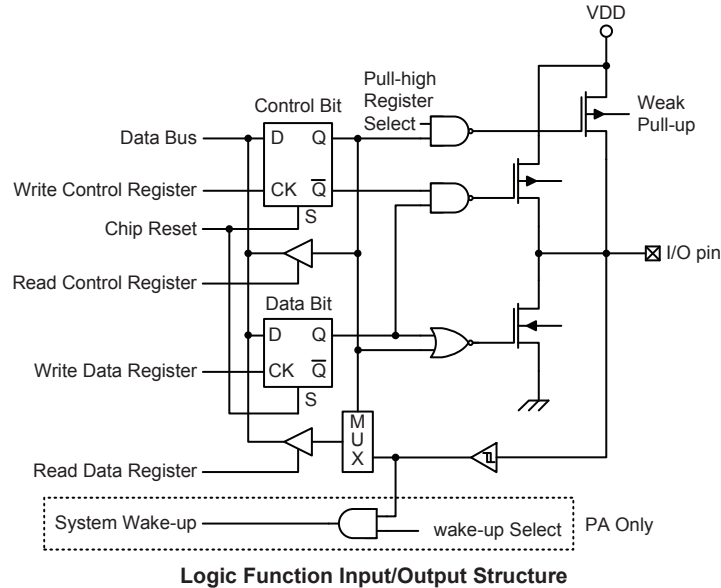 VDD
Pull-high
Register
Select
Weak
Pull-up
Control Bit
Data Bus
D
Q
Write Control Register
CK
Q
Chip Reset
S
I/O pin
Read Control Register
Data Bit
D
Q
Write Data Register
CK
Q
S
M
U
X
Read Data Register
System Wake-up
wake-up Select
PA Only
Logic Function Input/Output Structure